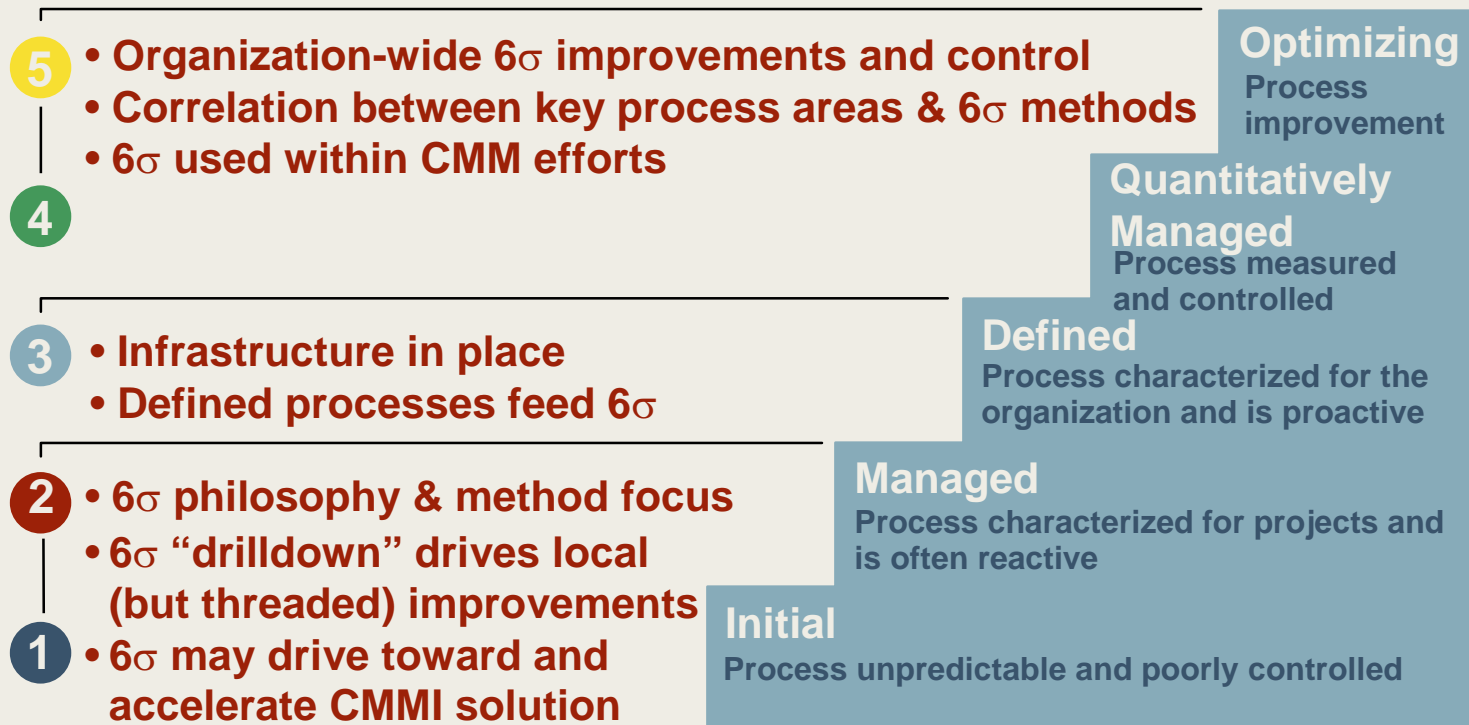 5
• Organization-wide 6σ improvements and control
• Correlation between key process areas & 6σ methods
• 6σ used within CMM efforts
4
Optimizing
Process
improvement
Quantitatively
Managed
Process measured
and controlled
3
• Infrastructure in place
• Defined processes feed 6σ
Defined
Process characterized for the
organization and is proactive
2
• 6σ philosophy & method focus
• 6σ “drilldown” drives local
(but threaded) improvements
1
• 6σ may drive toward and
accelerate CMMI solution
Managed
Process characterized for projects and
is often reactive
Initial
Process unpredictable and poorly controlled